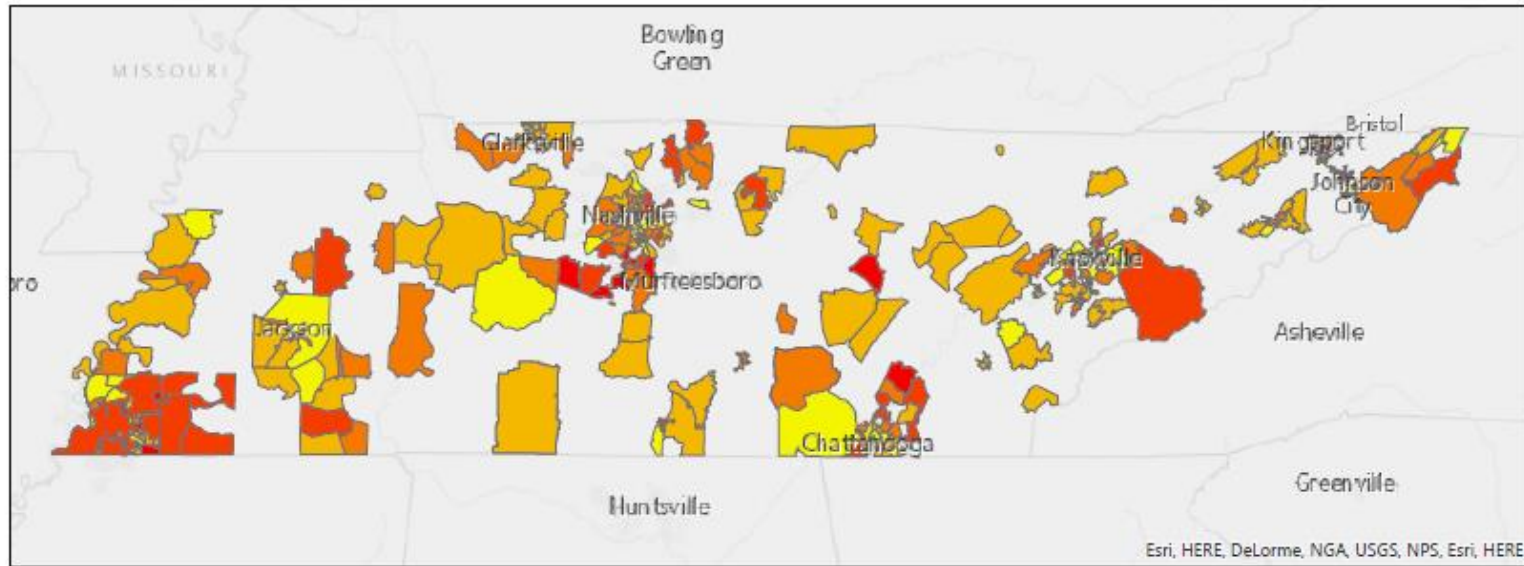 Bowling
Green
MISSOURI
Clarksville
Kingsport
Bristol
Johnson
City
Nashville
Murfreesboro
Knoxville
oro
Jackson
Asheville
Chattanooga
Huntsville
Greenville
Esri, HERE, DeLorme, NGA, USGS, NPS, Esri, HERE